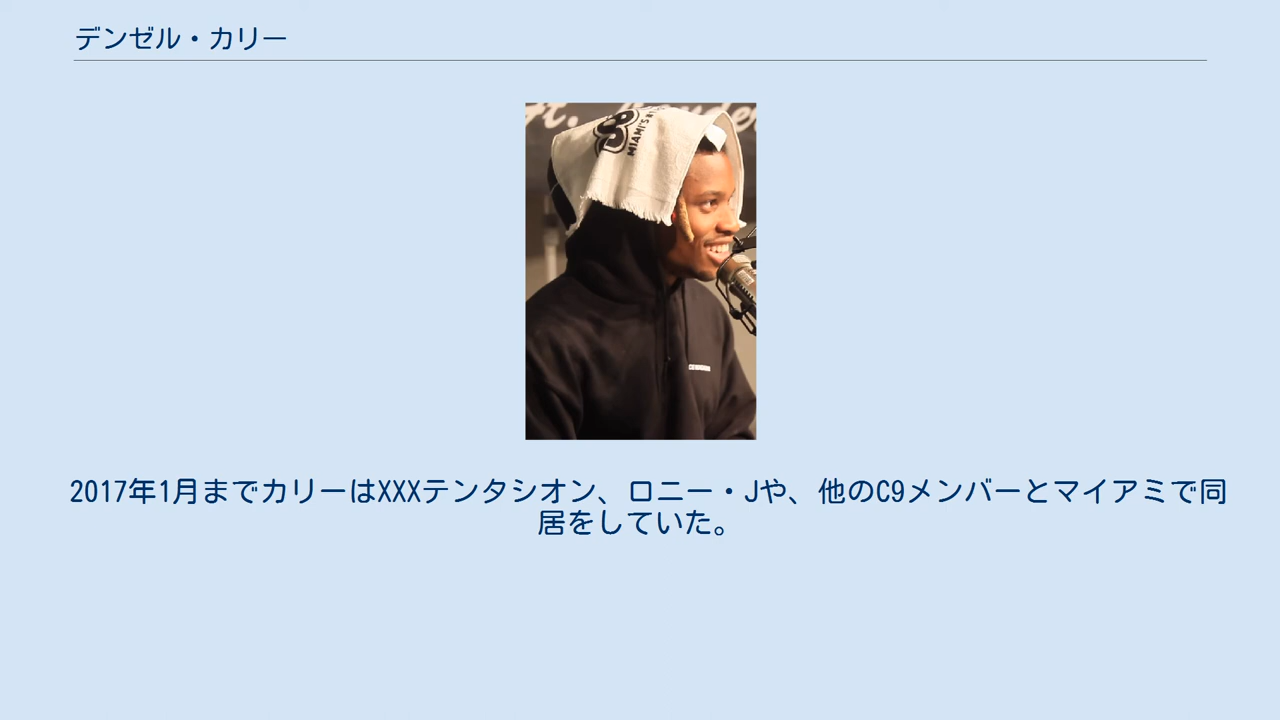 デンゼル・カリー
MIAMI'S
2017年1月までカリーはXXXテンタシオン、ロニー・Jや、他のC9メンバーとマイアミで同
居をしていた。